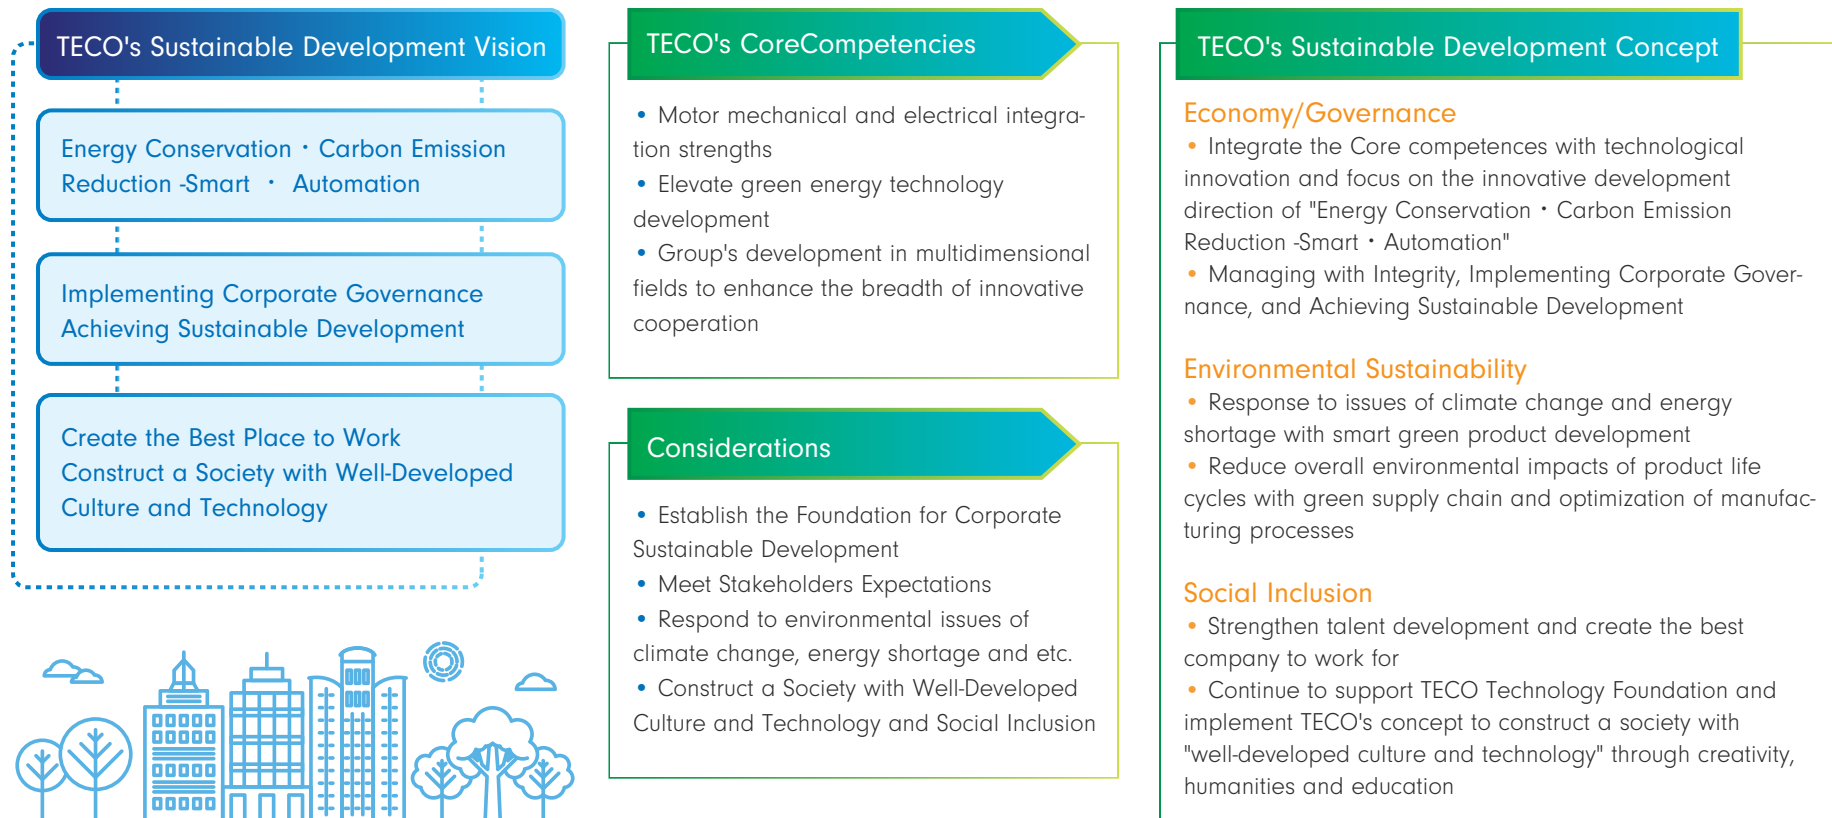 TECO's Sustainable Development Vision
Energy Conservation・Carbon Emission
Reduction -Smart ・ Automation
Implementing Corporate Governance
Achieving Sustainable Development
Create the Best Place to Work
Construct a Society with Well-Developed
Culture and Technology
TECO's CoreCompetencies
• Motor mechanical and electrical integra-
tion strengths
• Elevate green energy technology
development
• Group's development in multidimensional
fields to enhance the breadth of innovative
cooperation
Considerations
• Establish the Foundation for Corporate
Sustainable Development
• Meet Stakeholders Expectations
• Respond to environmental issues of
climate change, energy shortage and etc.
• Construct a Society with Well-Developed
Culture and Technology and Social Inclusion
TECO's Sustainable Development Concept
Economy/Governance
• Integrate the Core competences with technological
innovation and focus on the innovative development
direction of "Energy Conservation・Carbon Emission
Reduction -Smart・Automation"
• Managing with Integrity, Implementing Corporate Gover-
nance, and Achieving Sustainable Development
Environmental Sustainability
• Response to issues of climate change and energy
shortage with smart green product development
• Reduce overall environmental impacts of product life
cycles with green supply chain and optimization of manufac-
turing processes
Social Inclusion
• Strengthen talent development and create the best
company to work for
• Continue to support TECO Technology Foundation and
implement TECO's concept to construct a society with
"well-developed culture and technology" through creativity,
humanities and education